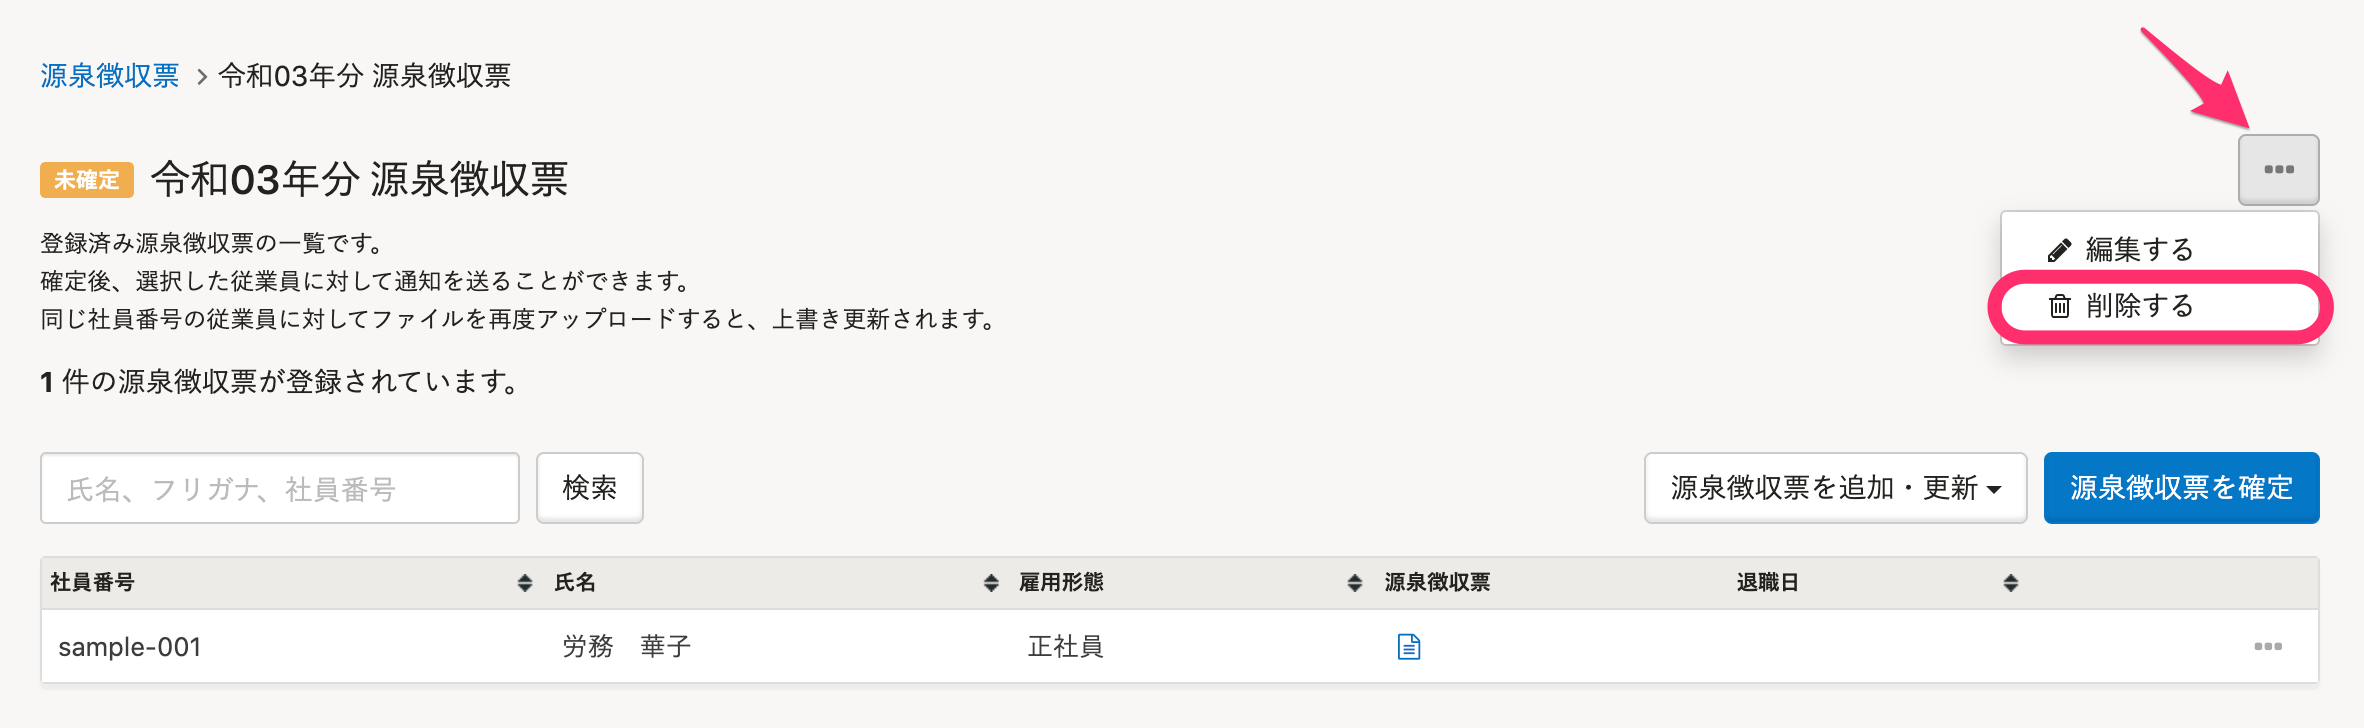 源泉徴収票 > 令和03年分 源泉徴収票
未確定 令和03年分 源泉徴収票
登録済み源泉徴収票の一覧です。
確定後、選択した従業員に対して通知を送ることができます。
同じ社員番号の従業員に対してファイルを再度アップロードすると、上書き更新されます。
編集する
削除する
1 件の源泉徴収票が登録されています。
氏名、フリガナ、社員番号 検索 源泉徴収票を追加・更新 源泉徴収票を確定
社員番号 氏名 雇用形態 源泉徴収票 退職日
sample-001 労務　華子 正社員